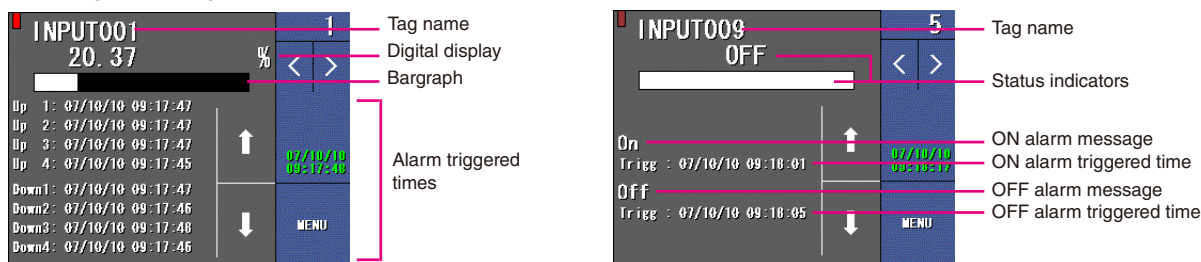 INPUT001
20.37 %
1
< >
Up 1: 07/10/10 09:17:47
Up 2: 07/10/10 09:17:47
Up 3: 07/10/10 09:17:47
Up 4: 07/10/10 09:17:45
Down1: 07/10/10 09:17:47
Down2: 07/10/10 09:17:46
Down3: 07/10/10 09:17:48
Down4: 07/10/10 09:17:46
07/10/10
09:17:48
MENU
Tag name
Digital display
Bargraph
Alarm triggered
times
INPUT009
OFF
5
< >
On
Trigg : 07/10/10 09:18:01
Off
Trigg : 07/10/10 09:18:05
07/10/10
09:18:17
MENU
Tag name
Status indicators
ON alarm message
ON alarm triggered time
OFF alarm message
OFF alarm triggered time